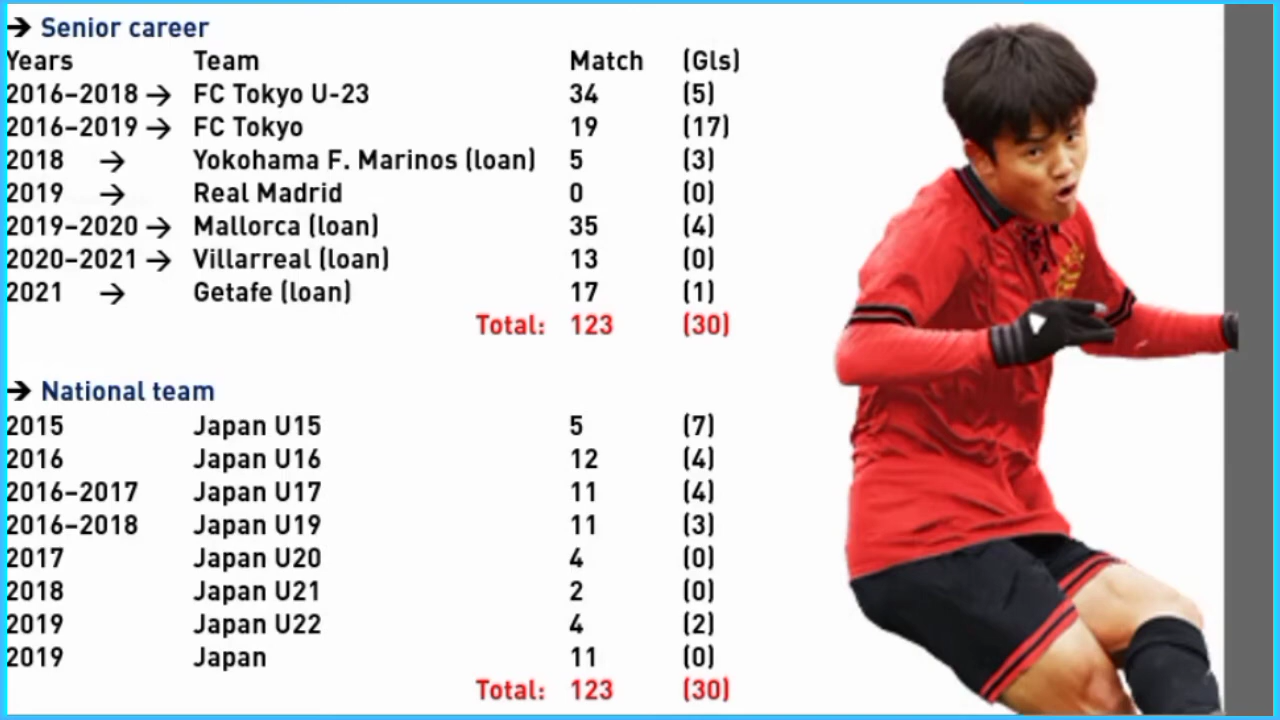 → Senior career
Years Team Match (Gls)
2016–2018 → FC Tokyo U-23 34 (5)
2016–2019 → FC Tokyo 19 (17)
2018 → Yokohama F. Marinos (loan) 5 (3)
2019 → Real Madrid 0 (0)
2019–2020 → Mallorca (loan) 35 (4)
2020–2021 → Villarreal (loan) 13 (0)
2021 → Getafe (loan) 17 (1)
Total: 123 (30)
→ National team
2015 Japan U15 5 (7)
2016 Japan U16 12 (4)
2016–2017 Japan U17 11 (4)
2016–2018 Japan U19 11 (3)
2017 Japan U20 4 (0)
2018 Japan U21 2 (0)
2019 Japan U22 4 (2)
2019 Japan 11 (0)
Total: 123 (30)